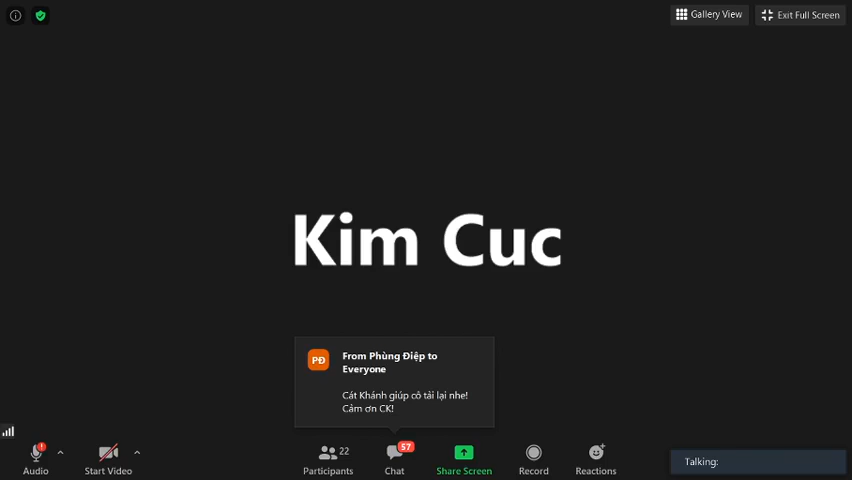 Gallery View
Exit Full Screen
Kim Cuc
PĐ
From Phùng Điệp to
Everyone
Cát Khánh giúp cô tải lại nhe!
Cảm ơn CK!
22
57
Audio
Start Video
Participants
Chat
Share Screen
Record
Reactions
Talking: